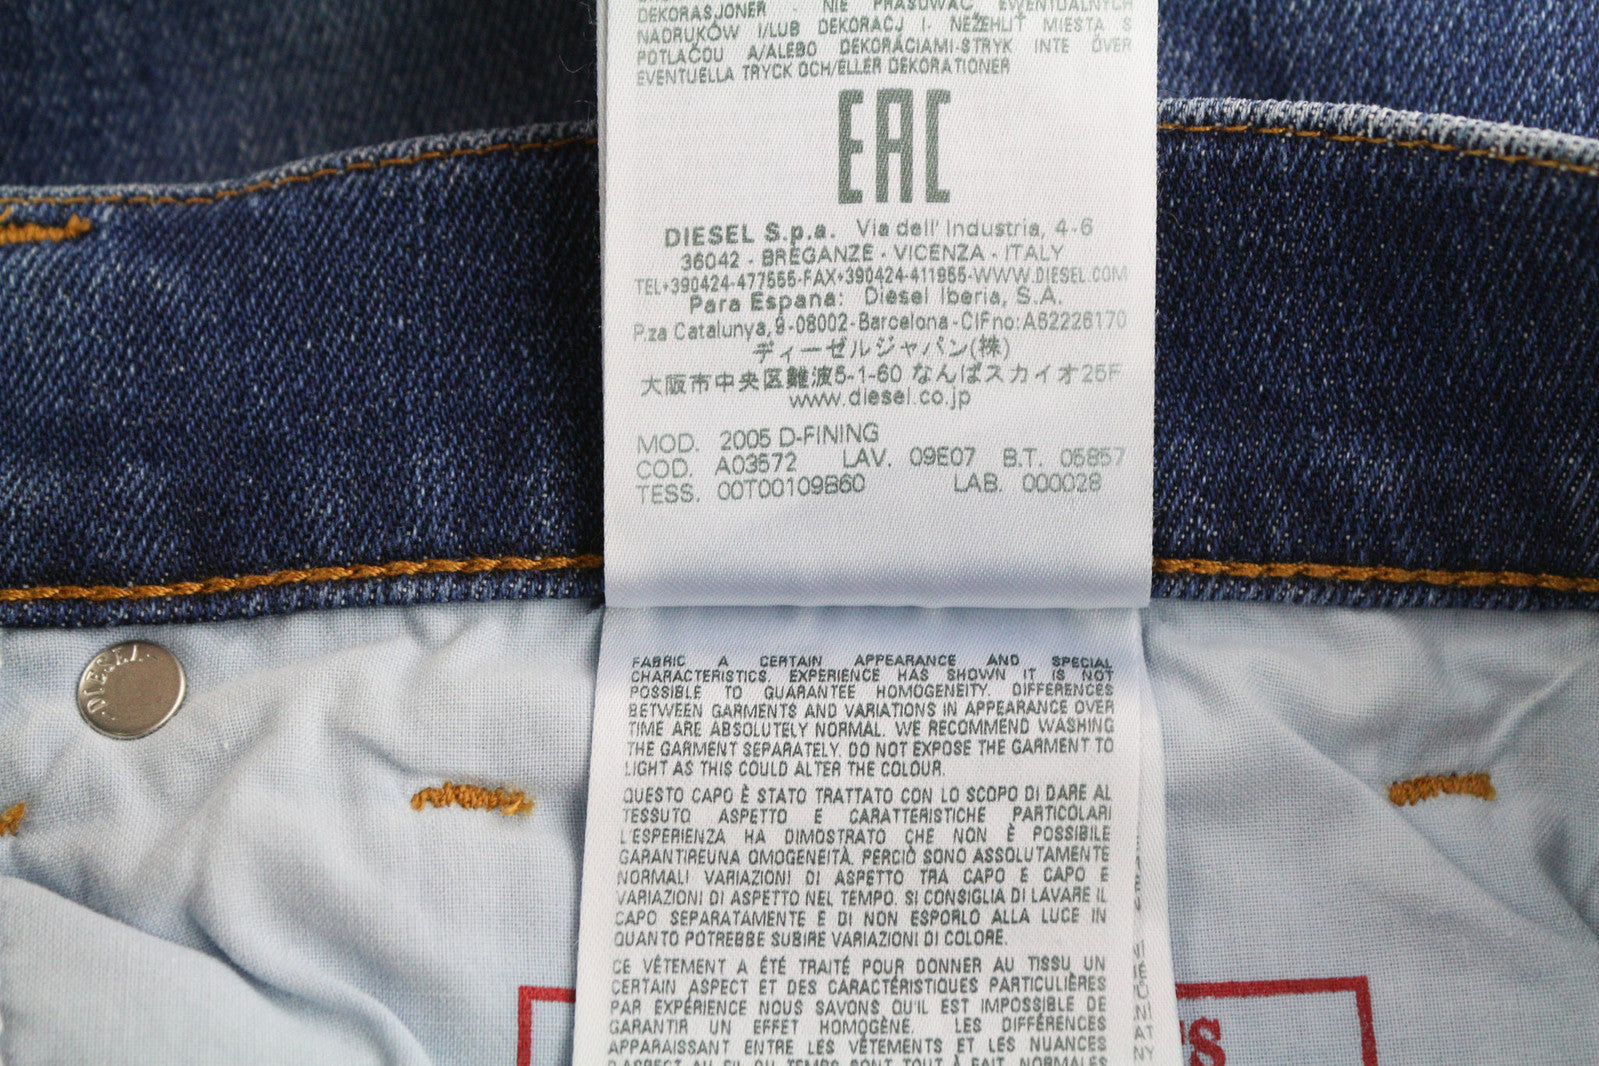 DEKORASJONER - NIE PRASOWAĆ EWENTUALNYCH
NADRUKÓW I/LUB DEKORACJ I- NEŽEHLIŤ MIESTA S
POTLAČOU A/ALEBO DEKORÁCIAMI-STRYK INTE ÖVER
EVENTUELLA TRYCK OCH/ELLER DEKORATIONER
EAC
DIESEL S.p.a. Via dell' Industria, 4-6
36042 - BREGANZE - VICENZA - ITALY
TEL+390424-477555-FAX+390424-411955-WWW.DIESEL.COM
Para Espana: Diesel Iberia, S.A.
P.za Catalunya,9-08002-Barcelona-CIFno:A62226170
ディーゼルジャパン(株)
大阪市中央区難波5-1-60 なんばスカイオ25F
www.diesel.co.jp
MOD. 2005 D-FINING
COD. A03572 LAV. 09E07 B.T. 05857
TESS. 00T00109B60 LAB. 000028
DIESEL
FABRIC A CERTAIN APPEARANCE AND SPECIAL
CHARACTERISTICS. EXPERIENCE HAS SHOWN IT IS NOT
POSSIBLE TO GUARANTEE HOMOGENEITY. DIFFERENCES
BETWEEN GARMENTS AND VARIATIONS IN APPEARANCE OVER
TIME ARE ABSOLUTELY NORMAL. WE RECOMMEND WASHING
THE GARMENT SEPARATELY. DO NOT EXPOSE THE GARMENT TO
LIGHT AS THIS COULD ALTER THE COLOUR.
QUESTO CAPO È STATO TRATTATO CON LO SCOPO DI DARE AL
TESSUTO ASPETTO E CARATTERISTICHE PARTICOLARI
L'ESPERIENZA HA DIMOSTRATO CHE NON È POSSIBILE
GARANTIREUNA OMOGENEITÀ. PERCIÒ SONO ASSOLUTAMENTE
NORMALI VARIAZIONI DI ASPETTO TRA CAPO E CAPO E
VARIAZIONI DI ASPETTO NEL TEMPO. SI CONSIGLIA DI LAVARE IL
CAPO SEPARATAMENTE E DI NON ESPORLO ALLA LUCE IN
QUANTO POTREBBE SUBIRE VARIAZIONI DI COLORE.
CE VÊTEMENT A ÉTÉ TRAITÉ POUR DONNER AU TISSU UN
CERTAIN ASPECT ET DES CARACTÉRISTIQUES PARTICULIÈRES
PAR EXPÉRIENCE NOUS SAVONS QU'IL EST IMPOSSIBLE DE
GARANTIR UN EFFET HOMOGÈNE. LES DIFFÉRENCES
APPARAISSANT ENTRE LES VÊTEMENTS ET LES NUANCES
D'ASPECT AU FIL DU TEMPS SONT TOUT À FAIT NORMALES